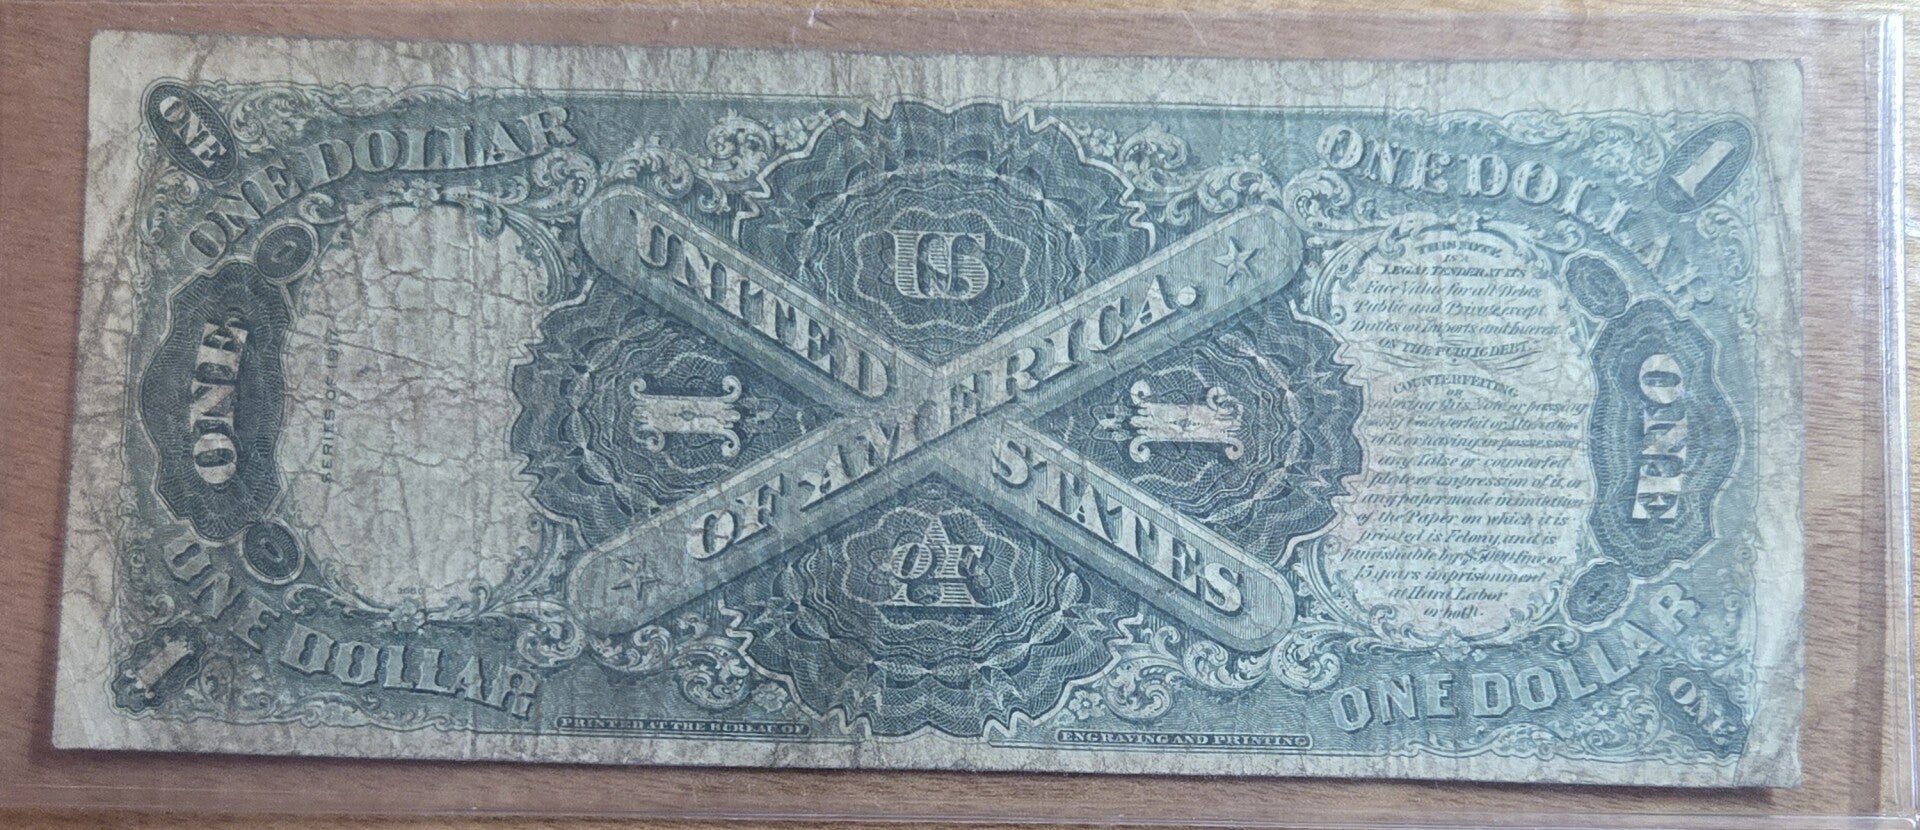 ONE
ONE DOLLAR
ONE DOLLAR
1
US
UNITED STATES
OF AMERICA.
ONE
SERIES OF 1917
1
1
A
OF
THIS NOTE
IS A
LEGAL TENDER AT ITS
Face Value for all Debts
Public and Private except
Duties on Imports and Interest
ON THE PUBLIC DEBT.
COUNTERFEITING
OR
altering this Note or passing
any Counterfeit or Alteration
of it, or having in possession
any false or counterfeit
plate or impression of it, or
any paper made in imitation
of the Paper on which it is
printed is Felony, and is
punishable by $5000 fine or
15 years imprisonment
at Hard Labor
or both.
ONE
3680
1
ONE DOLLAR
ONE DOLLAR
ONE
PRINTED AT THE BUREAU OF
ENGRAVING AND PRINTING